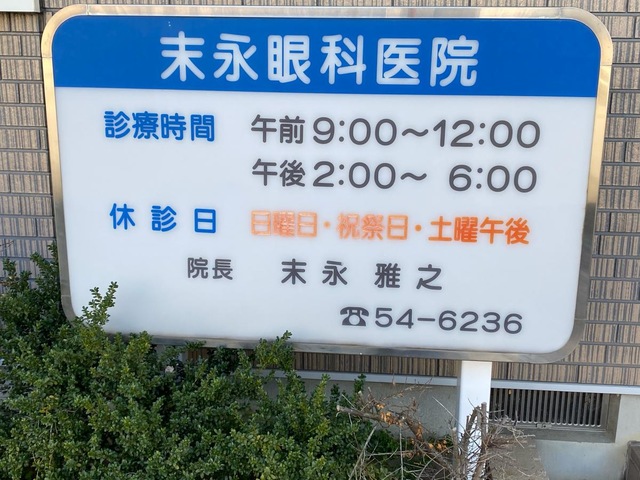 末永眼科医院
診療時間 午前 9:00〜12:00
午後 2:00〜 6:00
休診日 日曜日・祝祭日・土曜午後
院長 末永雅之
☎54-6236